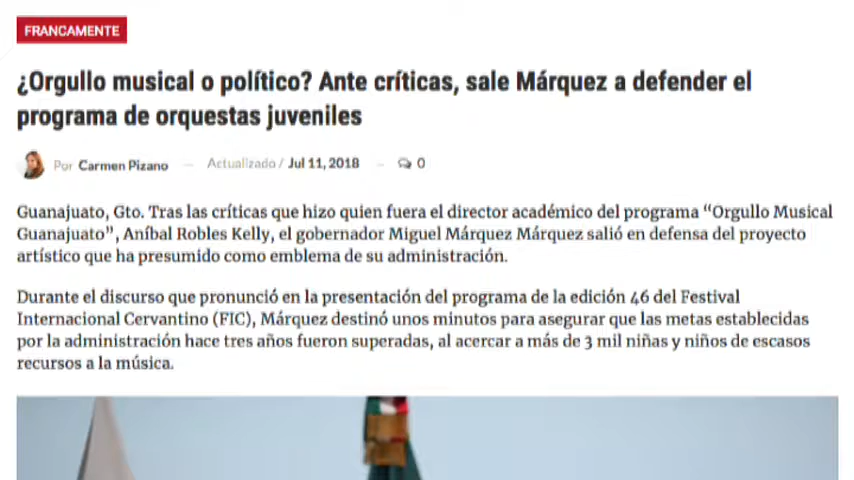 FRANCAMENTE
¿Orgullo musical o político? Ante críticas, sale Márquez a defender el
programa de orquestas juveniles
Por Carmen Pizano — Actualizado / Jul 11, 2018 — 0
Guanajuato, Gto. Tras las críticas que hizo quien fuera el director académico del programa “Orgullo Musical
Guanajuato”, Aníbal Robles Kelly, el gobernador Miguel Márquez Márquez salió en defensa del proyecto
artístico que ha presumido como emblema de su administración.
Durante el discurso que pronunció en la presentación del programa de la edición 46 del Festival
Internacional Cervantino (FIC), Márquez destinó unos minutos para asegurar que las metas establecidas
por la administración hace tres años fueron superadas, al acercar a más de 3 mil niñas y niños de escasos
recursos a la música.